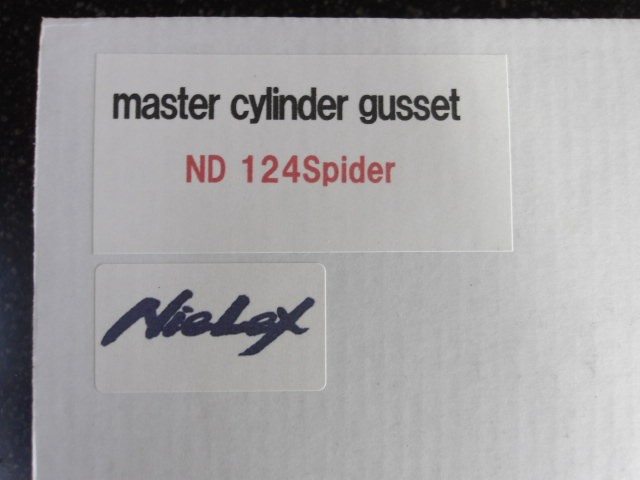 master cylinder gusset
ND 124Spider
NieLex